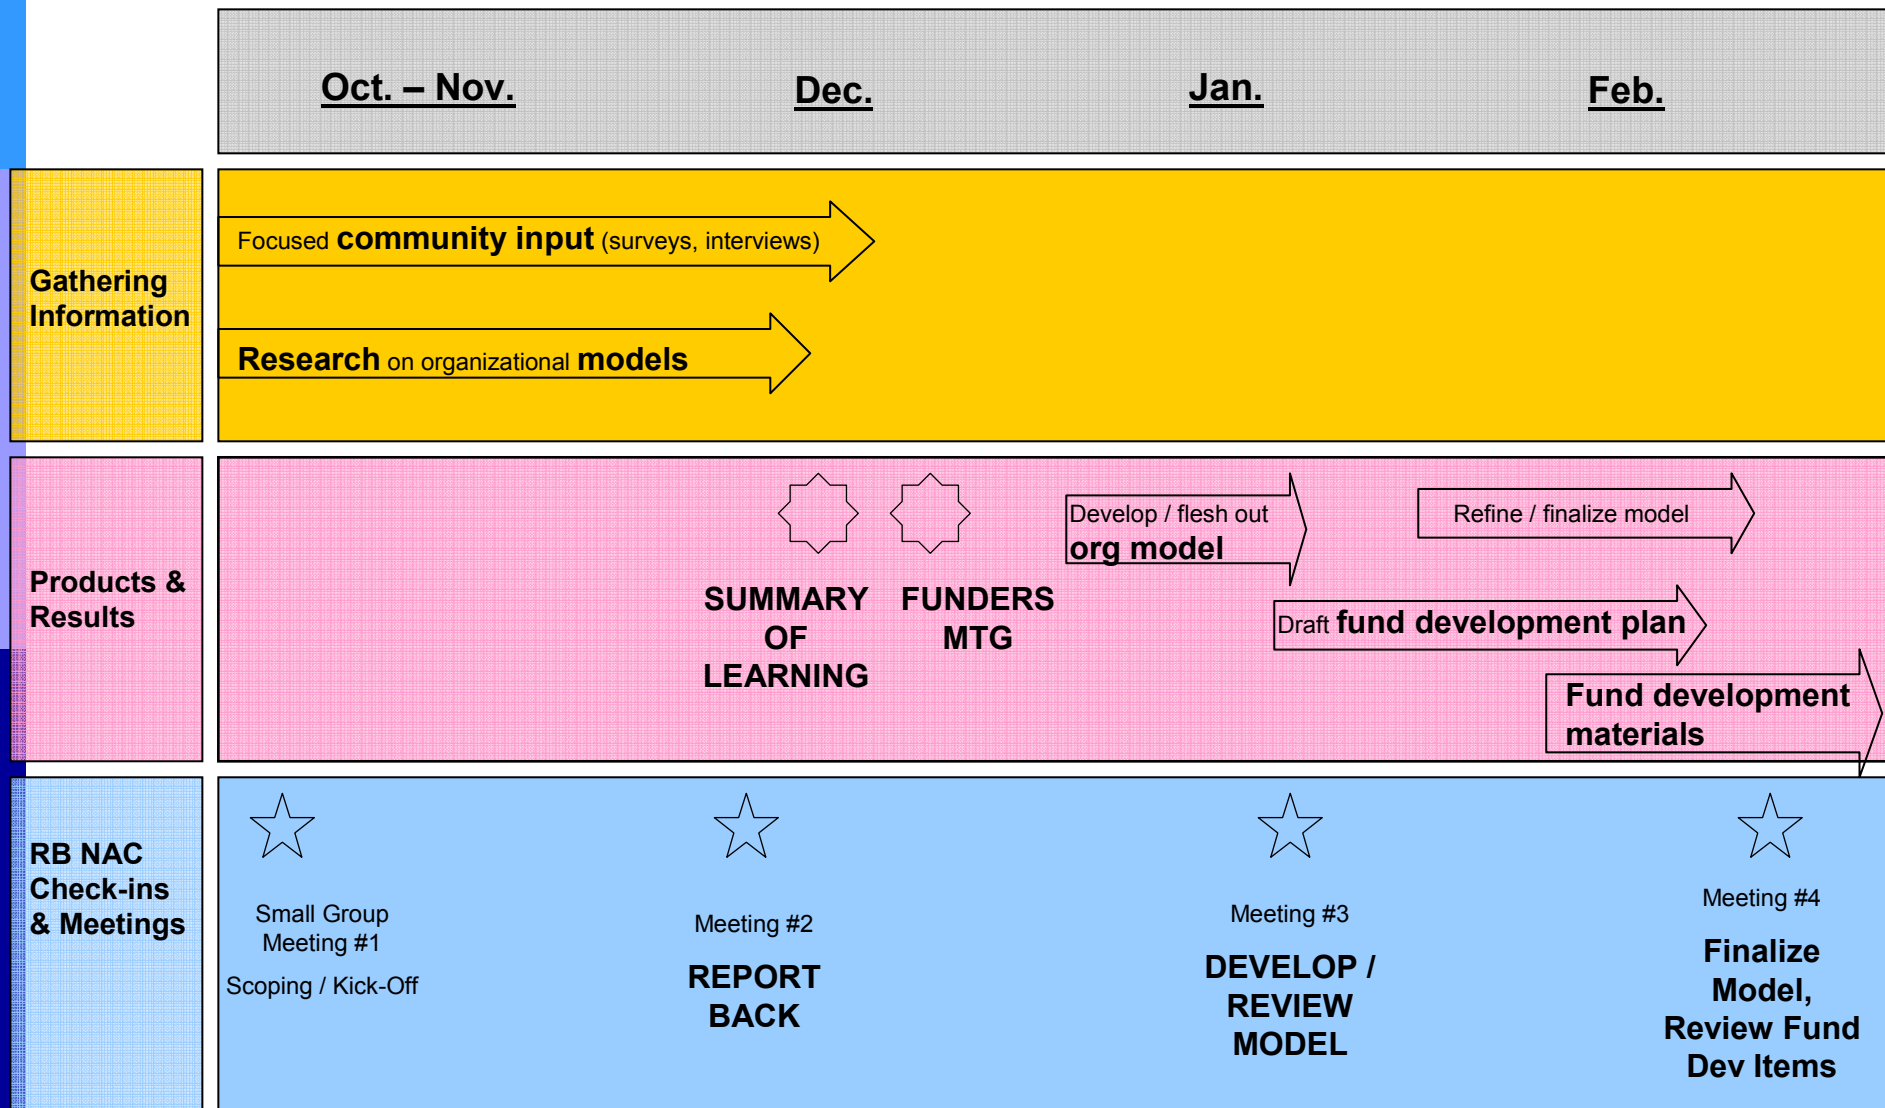 Oct. – Nov.
Dec.
Jan.
Feb.
Gathering
Information
Focused community input (surveys, interviews)
Research on organizational models
Products &
Results
SUMMARY
OF
LEARNING
FUNDERS
MTG
Develop / flesh out
org model
Refine / finalize model
Draft fund development plan
Fund development
materials
RB NAC
Check-ins
& Meetings
Small Group
Meeting #1
Scoping / Kick-Off
Meeting #2
REPORT
BACK
Meeting #3
DEVELOP /
REVIEW
MODEL
Meeting #4
Finalize
Model,
Review Fund
Dev Items